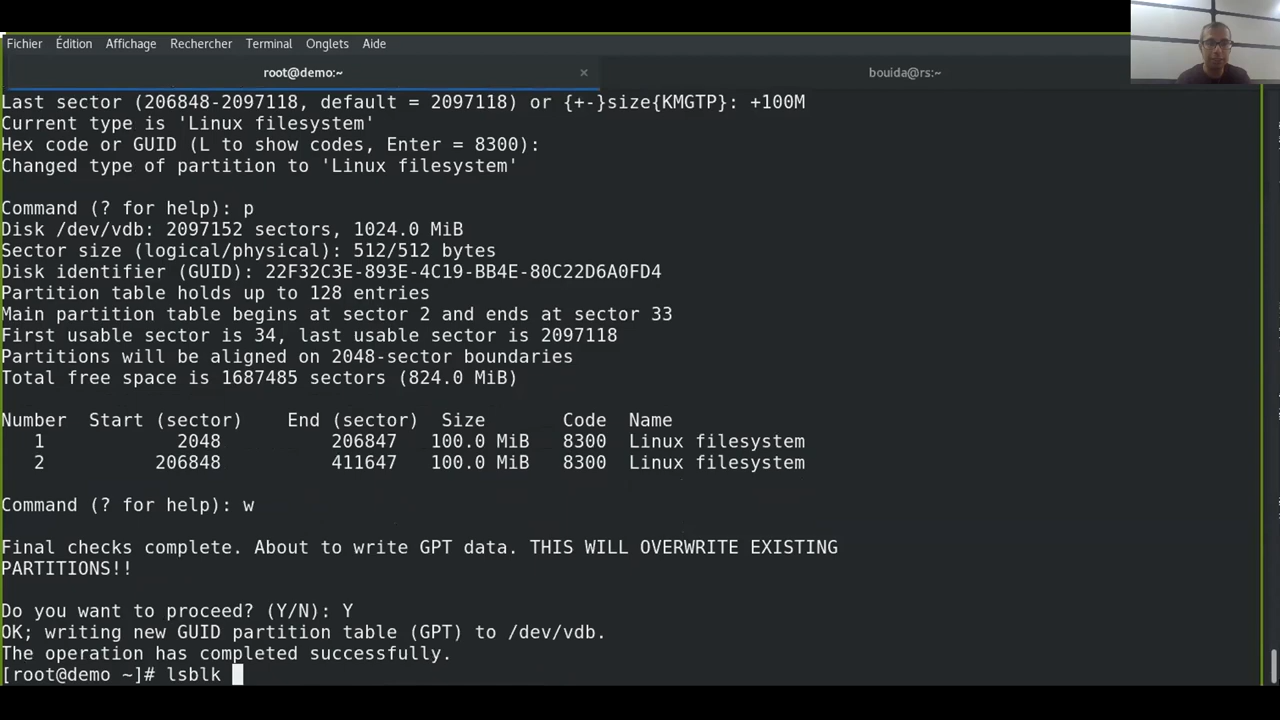 Fichier Édition Affichage Rechercher Terminal Onglets Aide
root@demo:~ × bouida@rs:~
Last sector (206848-2097118, default = 2097118) or {+-}size{KMGTP}: +100M
Current type is 'Linux filesystem'
Hex code or GUID (L to show codes, Enter = 8300):
Changed type of partition to 'Linux filesystem'
Command (? for help): p
Disk /dev/vdb: 2097152 sectors, 1024.0 MiB
Sector size (logical/physical): 512/512 bytes
Disk identifier (GUID): 22F32C3E-893E-4C19-BB4E-80C22D6A0FD4
Partition table holds up to 128 entries
Main partition table begins at sector 2 and ends at sector 33
First usable sector is 34, last usable sector is 2097118
Partitions will be aligned on 2048-sector boundaries
Total free space is 1687485 sectors (824.0 MiB)
Number  Start (sector)    End (sector)  Size       Code  Name
1            2048          206847   100.0 MiB   8300  Linux filesystem
2          206848          411647   100.0 MiB   8300  Linux filesystem
Command (? for help): w
Final checks complete. About to write GPT data. THIS WILL OVERWRITE EXISTING
PARTITIONS!!
Do you want to proceed? (Y/N): Y
OK; writing new GUID partition table (GPT) to /dev/vdb.
The operation has completed successfully.
[root@demo ~]# lsblk